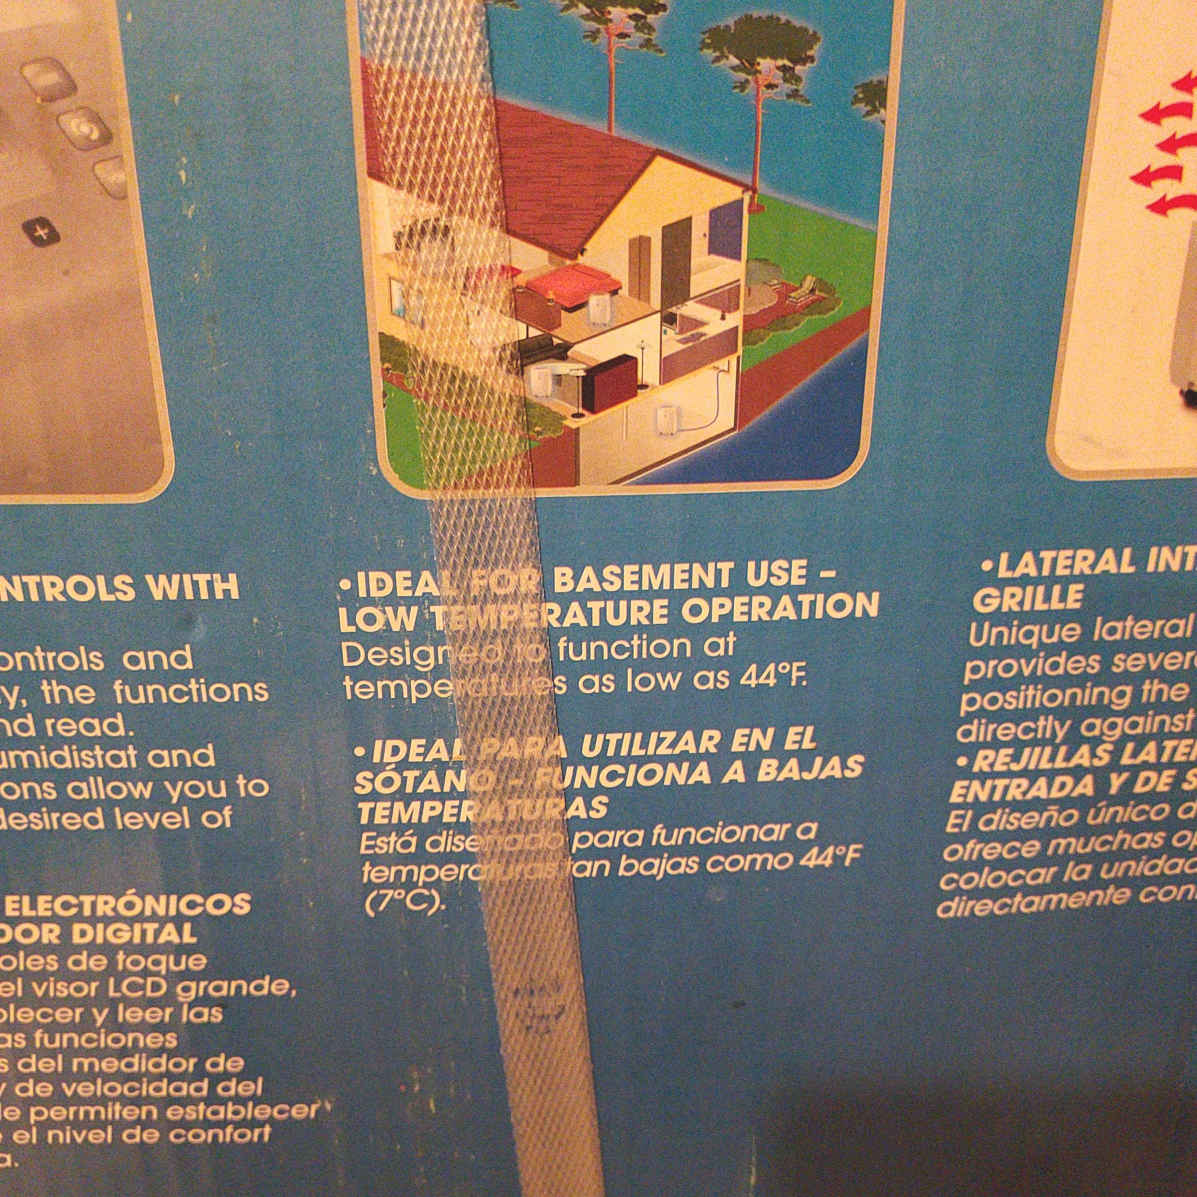 NTROLS WITH
ontrols and
y, the functions
nd read.
umidistat and
ons allow you to
desired level of
ELECTRÓNICOS
DOR DIGITAL
oles de toque
el visor LCD grande,
blecer y leer las
as funciones
s del medidor de
y de velocidad del
le permiten establecer
el nivel de confort
a.
•IDEAL FOR BASEMENT USE –
LOW TEMPERATURE OPERATION
Designed to function at
temperatures as low as 44°F.
•IDEAL PARA UTILIZAR EN EL
SÓTANO – FUNCIONA A BAJAS
TEMPERATURAS
Está diseñado para funcionar a
temperaturas tan bajas como 44°F
(7°C).
•LATERAL INT
GRILLE
Unique lateral
provides sever
positioning the
directly against
•REJILLAS LATE
ENTRADA Y DE S
El diseño único d
ofrece muchas op
colocar la unidad
directamente con